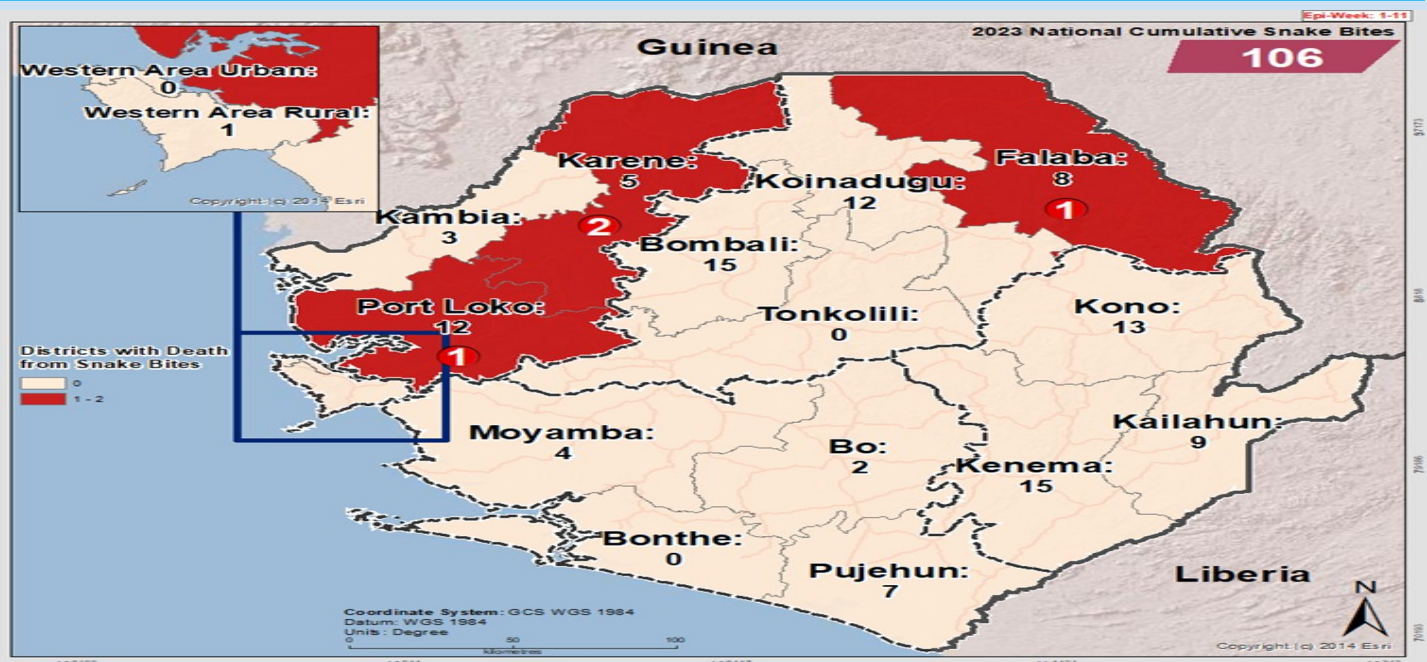 Epi-Week: 1-11
2023 National Cumulative Snake Bites
106
Guinea
Western Area Urban:
0
Western Area Rural:
1
Copyright:(c) 2014 Esri
Karene:
5
2
Falaba:
8
1
Koinadugu:
12
Kambia:
3
Bombali:
15
Port Loko:
12
1
Tonkolili:
0
Kono:
13
Districts with Death
from Snake Bites
0
1 - 2
Moyamba:
4
Bo:
2
Kailahun:
9
Kenema:
15
Bonthe:
0
Pujehun:
7
Liberia
N
Coordinate System: GCS WGS 1984
Datum: WGS 1984
Units : Degree
0 50 100
kilometres
Copyright:(c) 2014 Esri